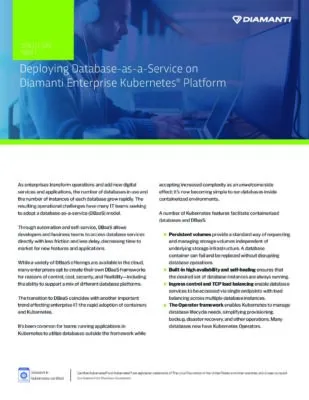 DIAMANTI
Deploying Database-as-a-Service on
Diamanti Enterprise Kubernetes® Platform
As enterprises transform operations and add new digital
services and applications, the number of databases in use and
the number of instances of each database grow rapidly. The
resulting operational challenges have many IT teams seeking
to adopt a database-as-a-service (DBaaS) model.
Through automation and self-service, DBaaS allows
developers and business teams to access database services
directly with less friction and less delay, decreasing time to
market for new features and applications.
While a variety of DBaaS offerings are available in the cloud,
many enterprises opt to create their own DBaaS frameworks
for reasons of control, cost, security, and flexibility—including
the ability to support a mix of different database platforms.
The transition to DBaaS coincides with another important
trend affecting enterprise IT: the rapid adoption of containers
and Kubernetes.
It's been common for teams running applications in
Kubernetes to utilize databases outside the framework while
accepting increased complexity as an unwelcome side
effect; it's now becoming simple to run databases inside
containerized environments.
A number of Kubernetes features facilitate containerized
databases and DBaaS:
Persistent volumes provide a standard way of requesting
and managing storage volumes independent of
underlying storage infrastructure. A database
container can fail and be replaced without disrupting
database operations.
Built-in high availability and self-healing ensures that
the desired set of database instances are always running.
Ingress control and TCP load balancing enable database
services to be accessed via single endpoints with load
balancing across multiple database instances.
The Operator framework enables Kubernetes to manage
database lifecycle needs, simplifying provisioning,
backup, disaster recovery, and other operations. Many
databases now have Kubernetes Operators.